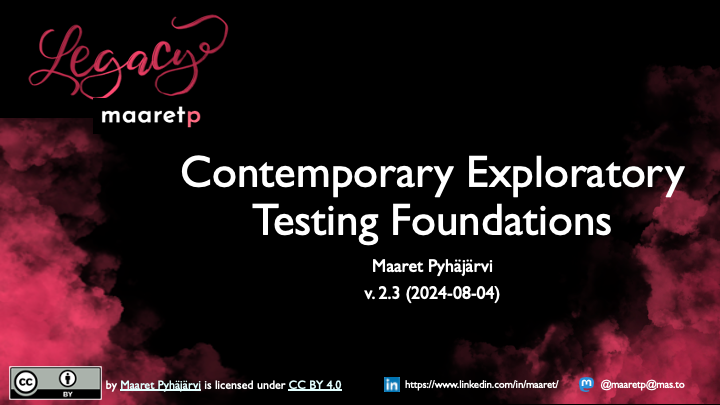 Legacy
maaretp
Contemporary Exploratory
Testing Foundations
Maaret Pyhäjärvi
v. 2.3 (2024-08-04)
cc BY by Maaret Pyhäjärvi is licensed under CC BY 4.0 in https://www.linkedin.com/in/maaret/ m @maaretp@mas.to